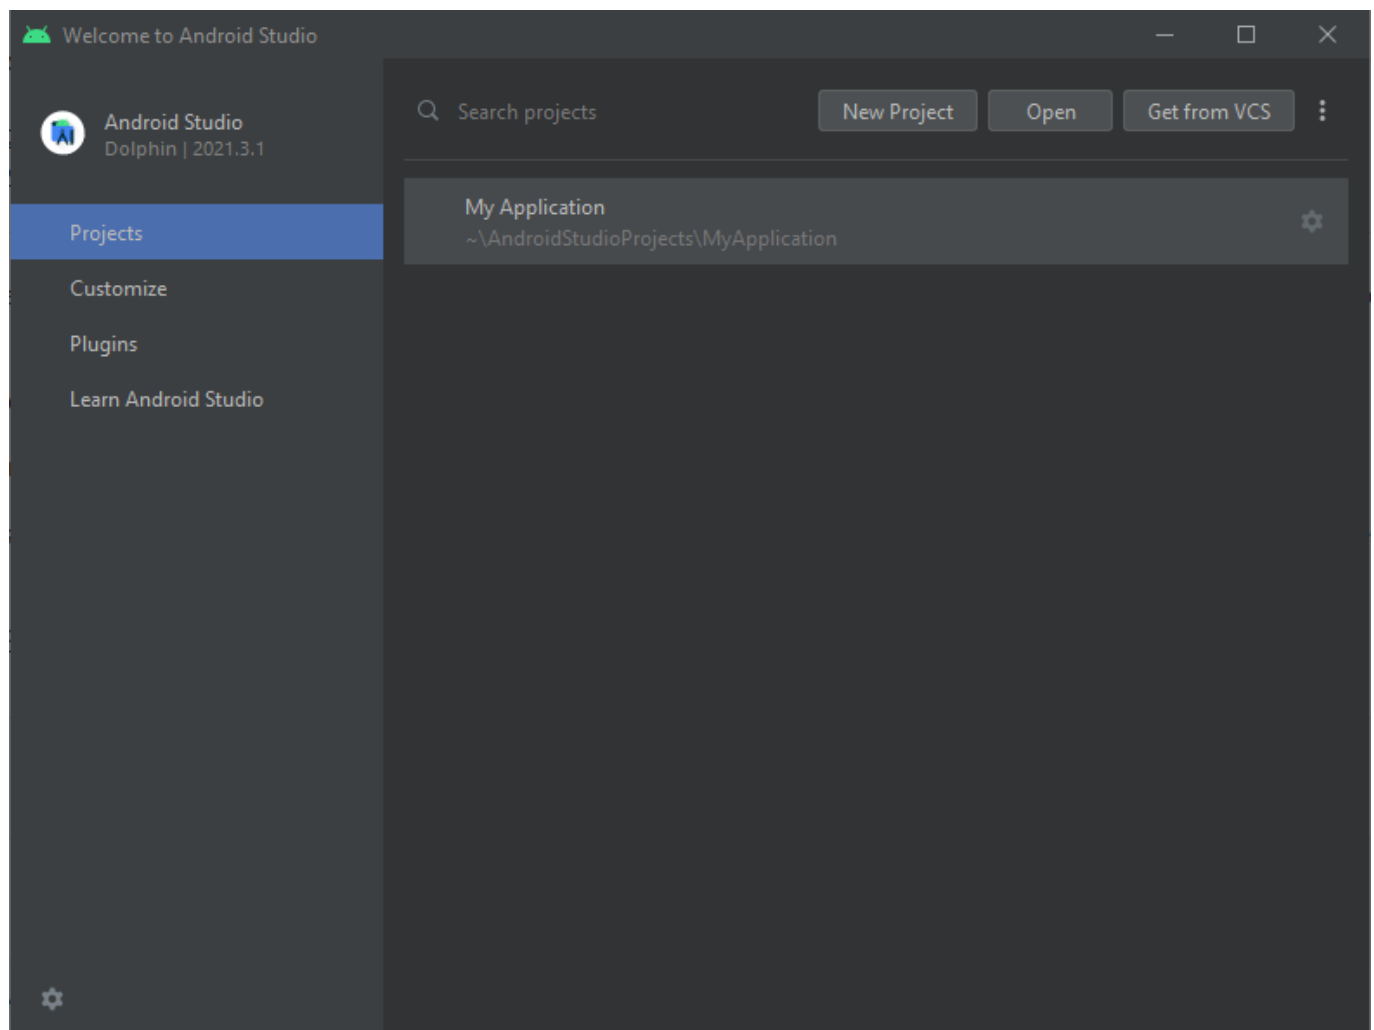 Welcome to Android Studio
Android Studio
Dolphin | 2021.3.1
Projects
Customize
Plugins
Learn Android Studio
Search projects
New Project
Open
Get from VCS
My Application
~\AndroidStudioProjects\MyApplication